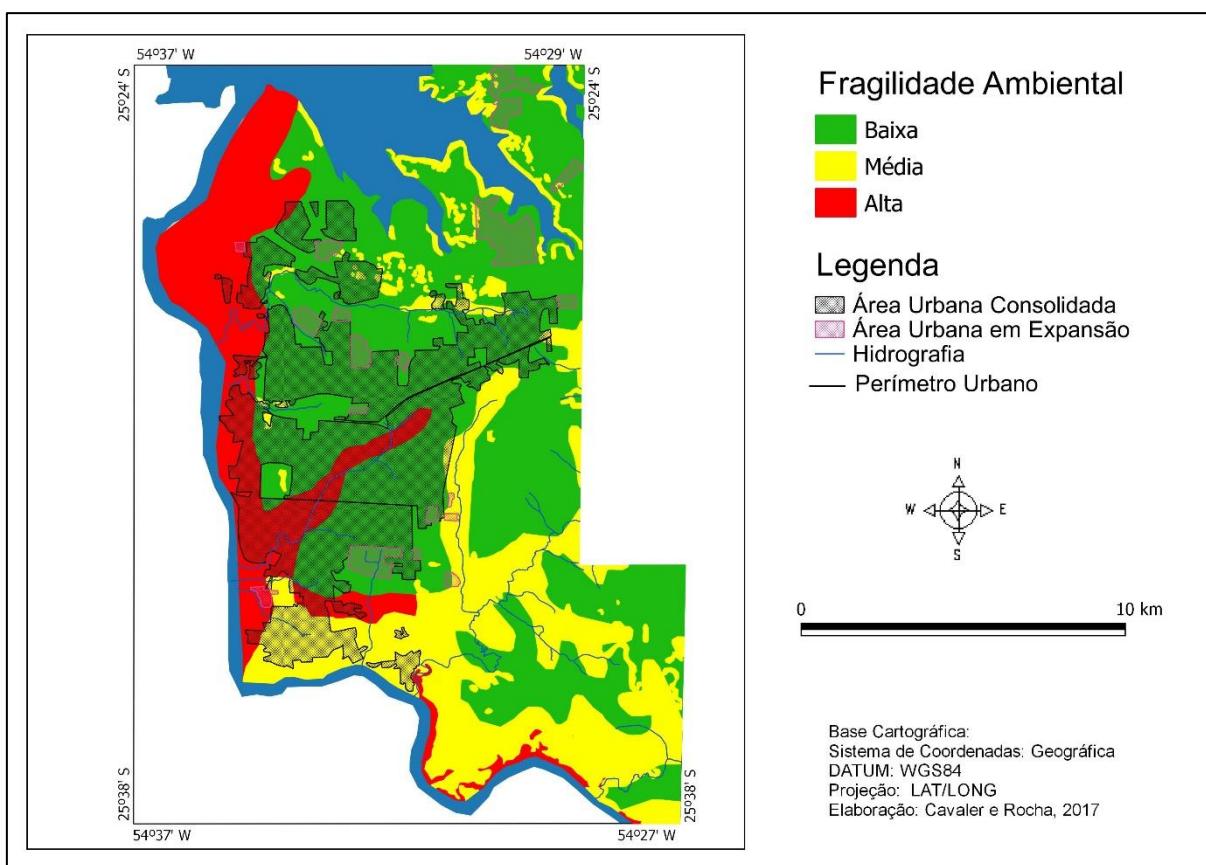 54º37' W
54º29' W
25º24' S
25º24' S
25º38' S
25º38' S
54º37' W
54º27' W
Fragilidade Ambiental
Baixa
Média
Alta
Legenda
Área Urbana Consolidada
Área Urbana em Expansão
Hidrografia
Perímetro Urbano
N
W
E
S
0
10 km
Base Cartográfica:
Sistema de Coordenadas: Geográfica
DATUM: WGS84
Projeção: LAT/LONG
Elaboração: Cavaler e Rocha, 2017